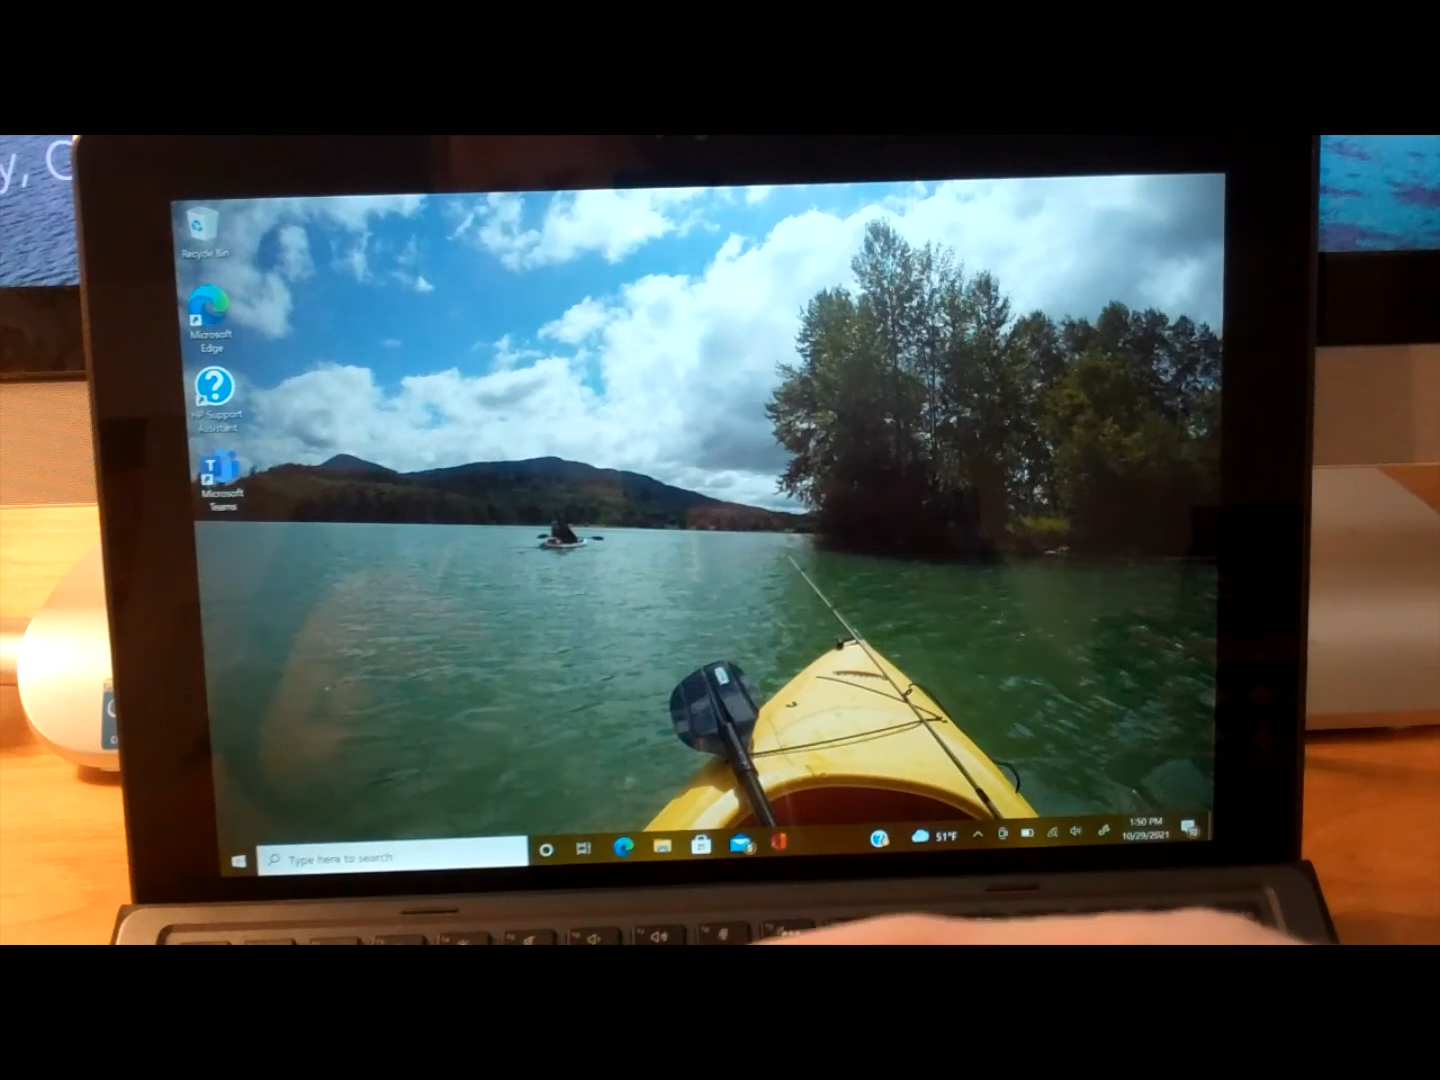 y, C
Recycle Bin
Microsoft
Edge
HP Support
Assistant
Microsoft
Teams
Type here to search
51°F
1:50 PM
10/29/2021